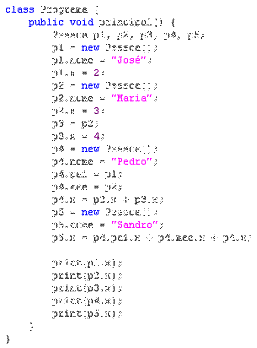 class Programa {
public void principal() {
Pessoa p1, p2, p3, p4, p5;
p1 = new Pessoa();
p1.nome = "José";
p1.x = 2;
p2 = new Pessoa();
p2.nome = "Maria";
p2.x = 3;
p3 = p2;
p3.x = 4;
p4 = new Pessoa();
p4.nome = "Pedro";
p4.pai = p1;
p4.mae = p2;
p4.x = p2.x + p3.x;
p5 = new Pessoa();
p5.nome = "Sandro";
p5.x = p4.pai.x + p4.mae.x + p4.x;
print(p1.x);
print(p2.x);
print(p3.x);
print(p4.x);
print(p5.x);
}
}